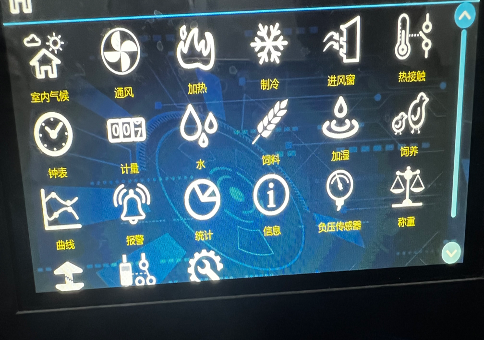 室内气候
通风
加热
制冷
进风窗
热接触
钟表
计量
水
饲料
加湿
饲养
曲线
报警
统计
信息
负压传感器
称重